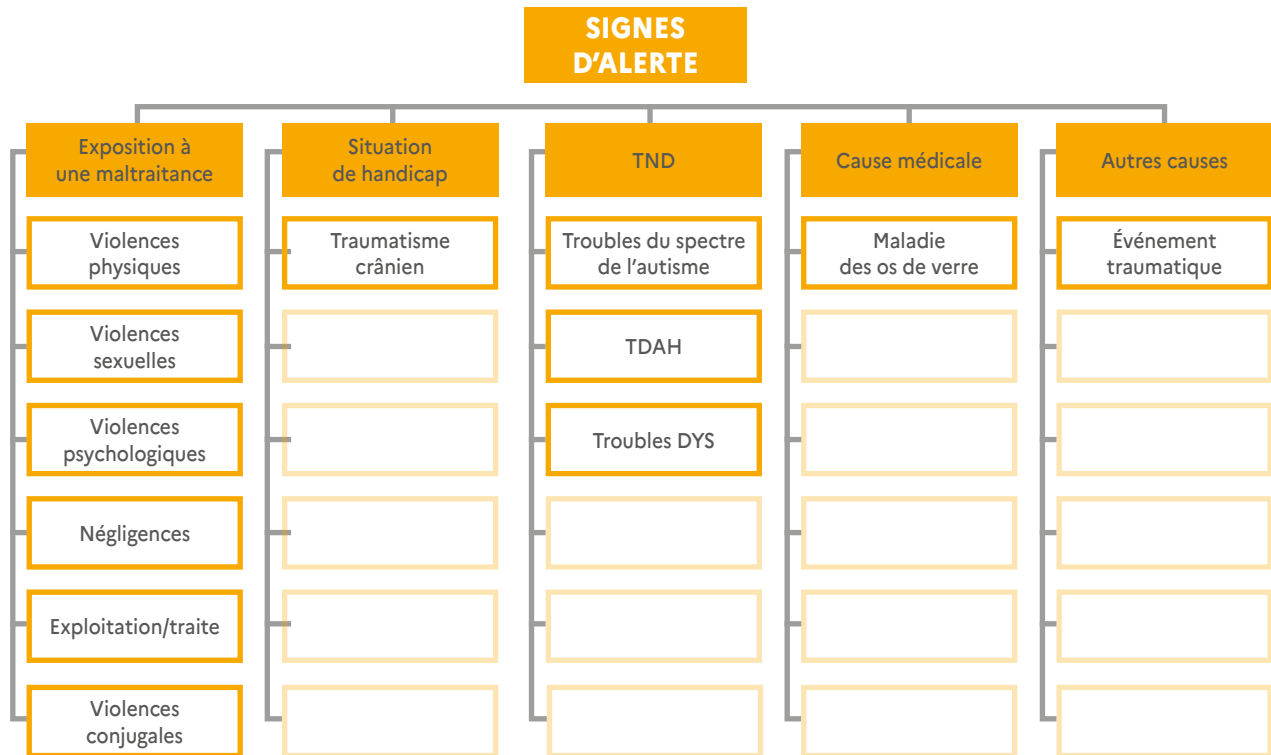 SIGNES
D'ALERTE
Exposition à
une maltraitance
Situation
de handicap
TND
Cause médicale
Autres causes
Violences
physiques
Traumatisme
crânien
Troubles du spectre
de l'autisme
Maladie
des os de verre
Événement
traumatique
Violences
sexuelles
TDAH
Violences
psychologiques
Troubles DYS
Négligences
Exploitation/traite
Violences
conjugales